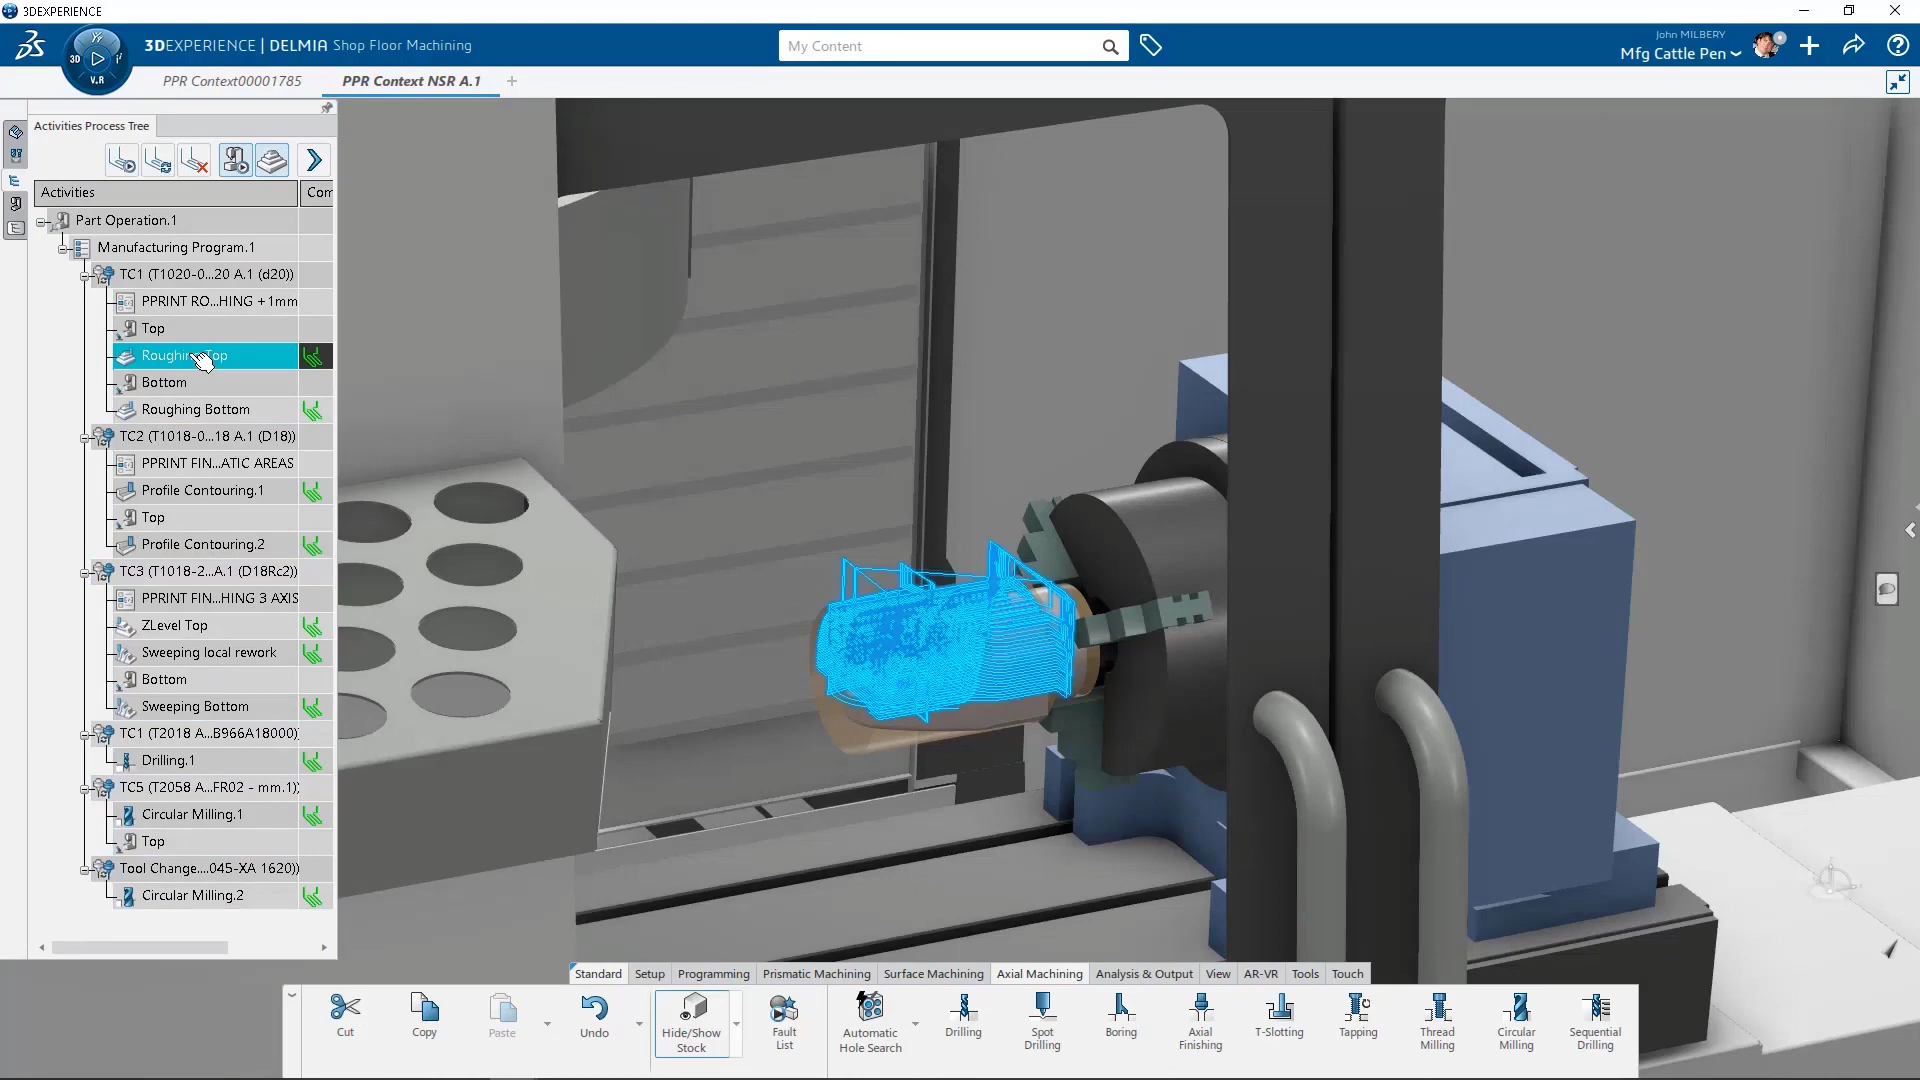 3DEXPERIENCE
3DEXPERIENCE | DELMIA Shop Floor Machining
My Content
John MILBERY
Mfg Cattle Pen
3D
V.R
PPR Context00001785
PPR Context NSR A.1
Activities Process Tree
Activities
Com
Part Operation.1
Manufacturing Program.1
TC1 (T1020-0...20 A.1 (d20))
PPRINT RO...HING +1mm
Top
Roughing Top
Bottom
Roughing Bottom
TC2 (T1018-0...18 A.1 (D18))
PPRINT FIN...ATIC AREAS
Profile Contouring.1
Top
Profile Contouring.2
TC3 (T1018-2...A.1 (D18Rc2))
PPRINT FIN...HING 3 AXIS
ZLevel Top
Sweeping local rework
Bottom
Sweeping Bottom
TC1 (T2018 A...B966A18000)
Drilling.1
TC5 (T2058 A...FR02 - mm.1))
Circular Milling.1
Top
Tool Change....045-XA 1620))
Circular Milling.2
Standard Setup Programming Prismatic Machining Surface Machining Axial Machining Analysis & Output View AR-VR Tools Touch
Cut
Copy
Paste
Undo
Hide/Show
Stock
Fault
List
Automatic
Hole Search
Drilling
Spot
Drilling
Boring
Axial
Finishing
T-Slotting
Tapping
Thread
Milling
Circular
Milling
Sequential
Drilling